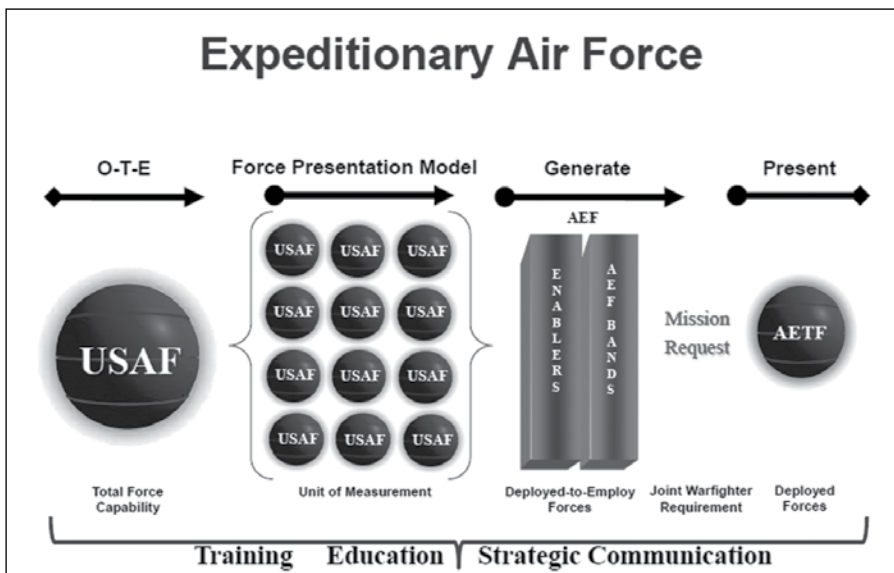 Expeditionary Air Force
O-T-E
Force Presentation Model
Generate
Present
AEF
USAF
USAF USAF USAF
USAF USAF USAF
USAF USAF USAF
USAF USAF USAF
ENABLERS
AEF BANDS
Mission
Request
AETF
Total Force
Capability
Unit of Measurement
Deployed-to-Employ
Forces
Joint Warfighter
Requirement
Deployed
Forces
Training Education Strategic Communication